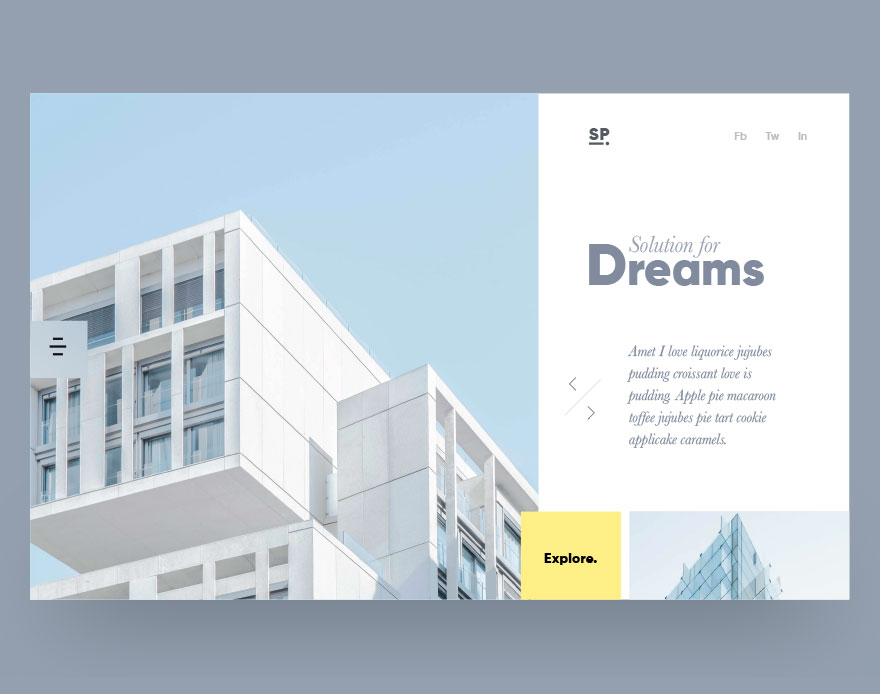 SP.
Fb Tw In
Solution for
Dreams
Amet I love liquorice jujubes
pudding croissant love is
pudding. Apple pie macaroon
toffee jujubes pie tart cookie
applicake caramels.
Explore.